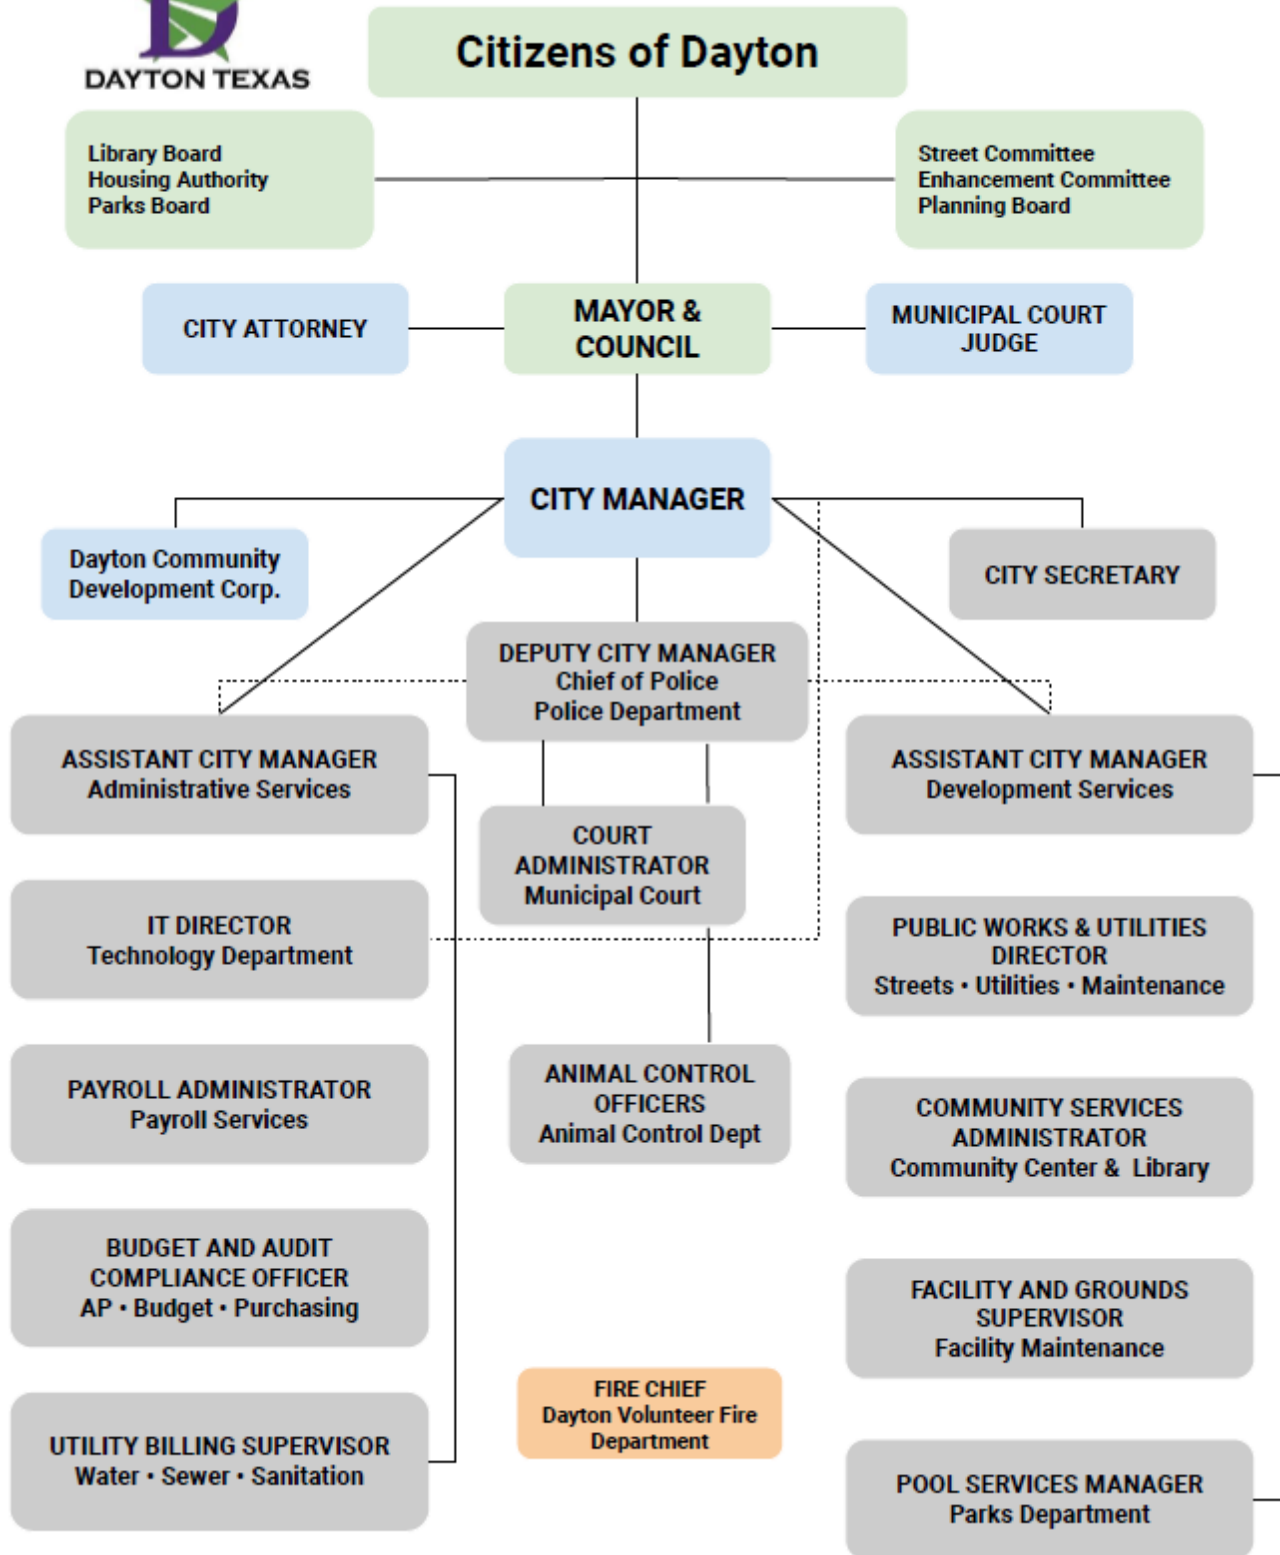 DAYTON TEXAS
Citizens of Dayton
Library Board
Housing Authority
Parks Board
Street Committee
Enhancement Committee
Planning Board
CITY ATTORNEY
MAYOR &
COUNCIL
MUNICIPAL COURT
JUDGE
CITY MANAGER
Dayton Community
Development Corp.
CITY SECRETARY
DEPUTY CITY MANAGER
Chief of Police
Police Department
ASSISTANT CITY MANAGER
Administrative Services
ASSISTANT CITY MANAGER
Development Services
COURT
ADMINISTRATOR
Municipal Court
IT DIRECTOR
Technology Department
PUBLIC WORKS & UTILITIES
DIRECTOR
Streets • Utilities • Maintenance
PAYROLL ADMINISTRATOR
Payroll Services
ANIMAL CONTROL
OFFICERS
Animal Control Dept
COMMUNITY SERVICES
ADMINISTRATOR
Community Center & Library
BUDGET AND AUDIT
COMPLIANCE OFFICER
AP • Budget • Purchasing
FACILITY AND GROUNDS
SUPERVISOR
Facility Maintenance
FIRE CHIEF
Dayton Volunteer Fire
Department
UTILITY BILLING SUPERVISOR
Water • Sewer • Sanitation
POOL SERVICES MANAGER
Parks Department